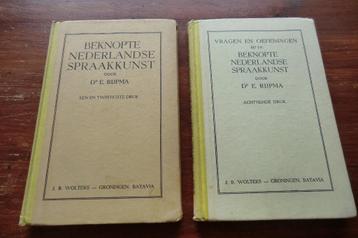 BEKNOPTE
NEDERLANDSE
SPRAAKKUNST
DOOR
Dr E. RIJPMA
EEN EN TWINTIGSTE DRUK
J. B. WOLTERS — GRONINGEN, BATAVIA
VRAGEN EN OEFENINGEN
BIJ DE
BEKNOPTE
NEDERLANDSE
SPRAAKKUNST
DOOR
Dr E. RIJPMA
ACHTTIENDE DRUK
J. B. WOLTERS — GRONINGEN, BATAVIA